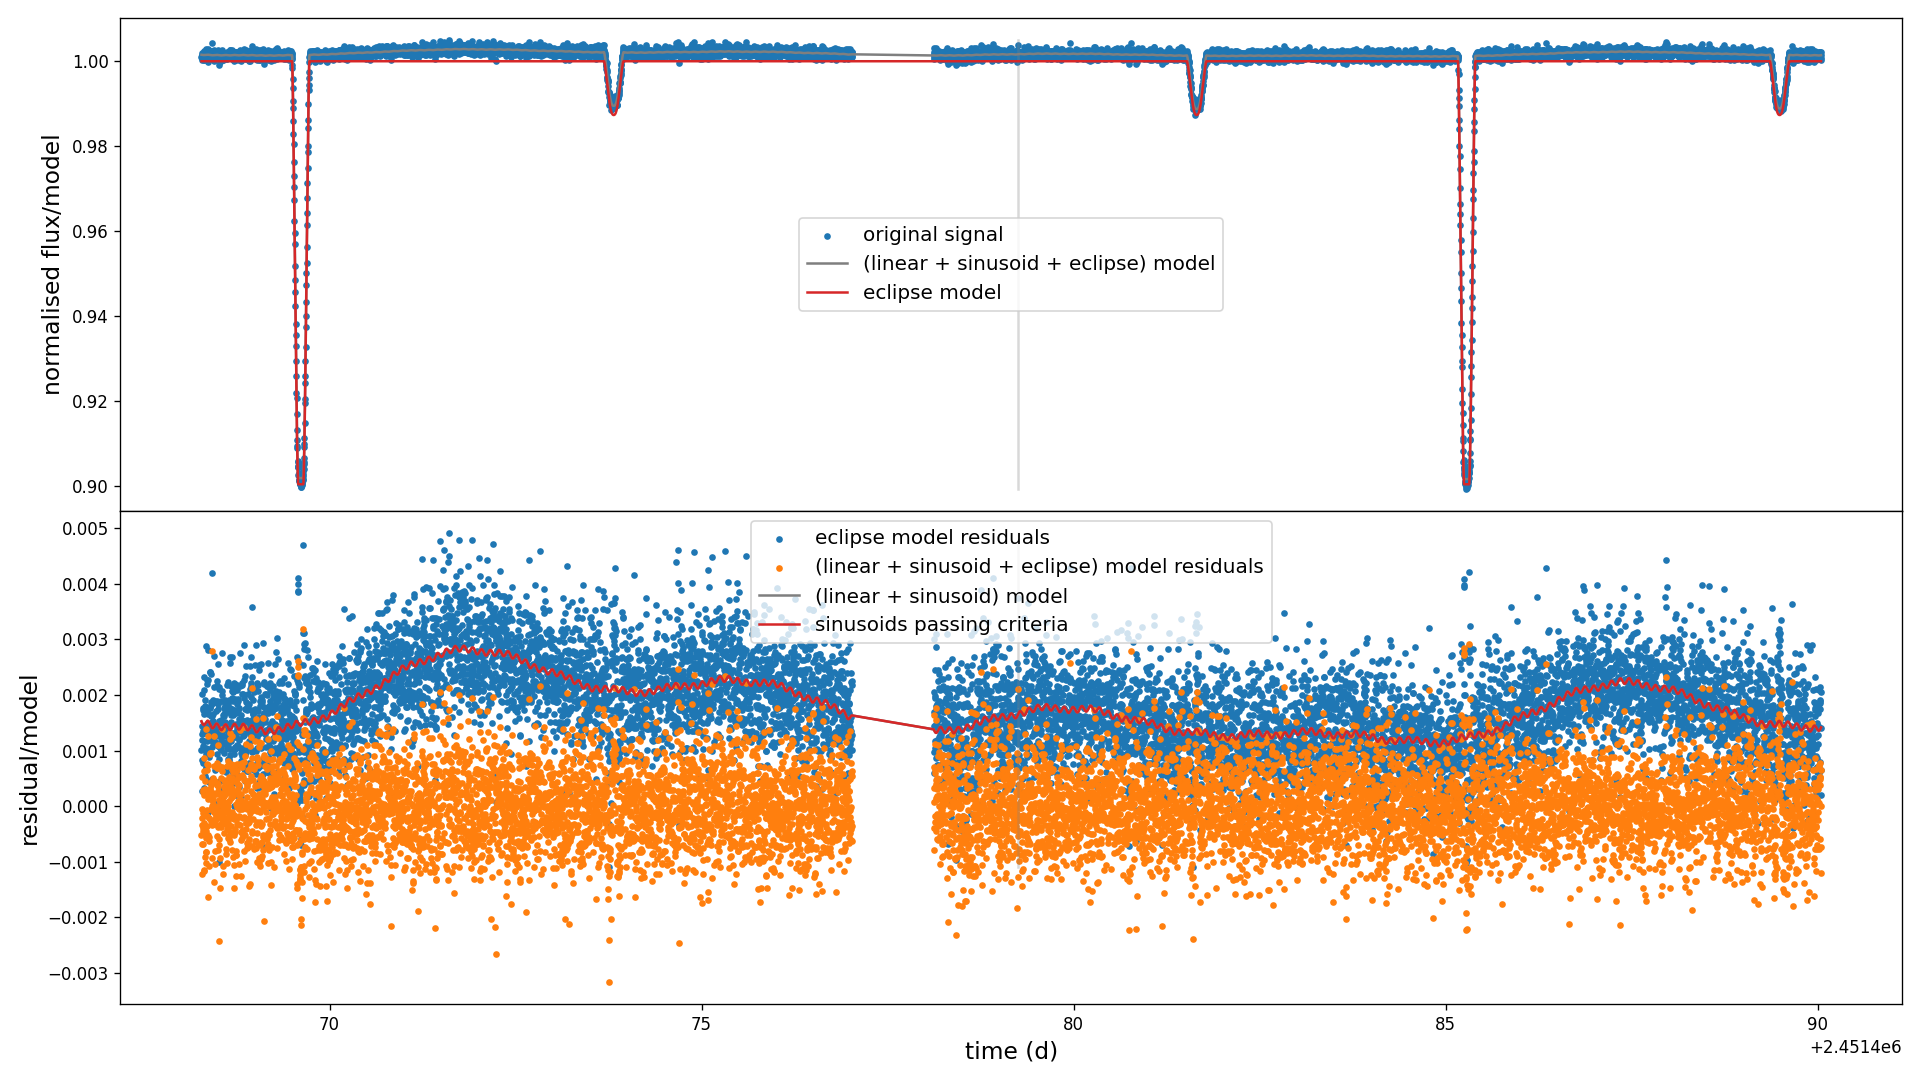 1.00
0.98
0.96
0.94
0.92
0.90
normalised flux/model
original signal
(linear + sinusoid + eclipse) model
eclipse model
0.005
0.004
0.003
0.002
0.001
0.000
−0.001
−0.002
−0.003
residual/model
eclipse model residuals
(linear + sinusoid + eclipse) model residuals
(linear + sinusoid) model
sinusoids passing criteria
70
75
80
85
90
time (d)
+2.4514e6